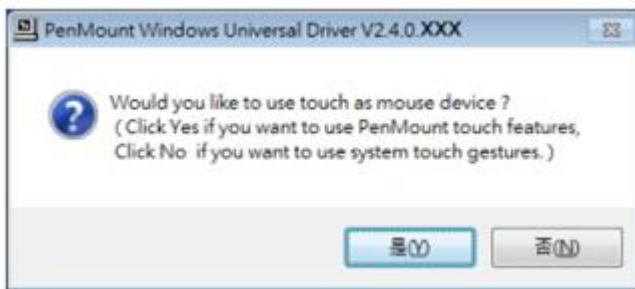 PenMount Windows Universal Driver V2.4.0.XXX
Would you like to use touch as mouse device ?
( Click Yes if you want to use PenMount touch features,
Click No  if you want to use system touch gestures. )
是(Y)
否(N)